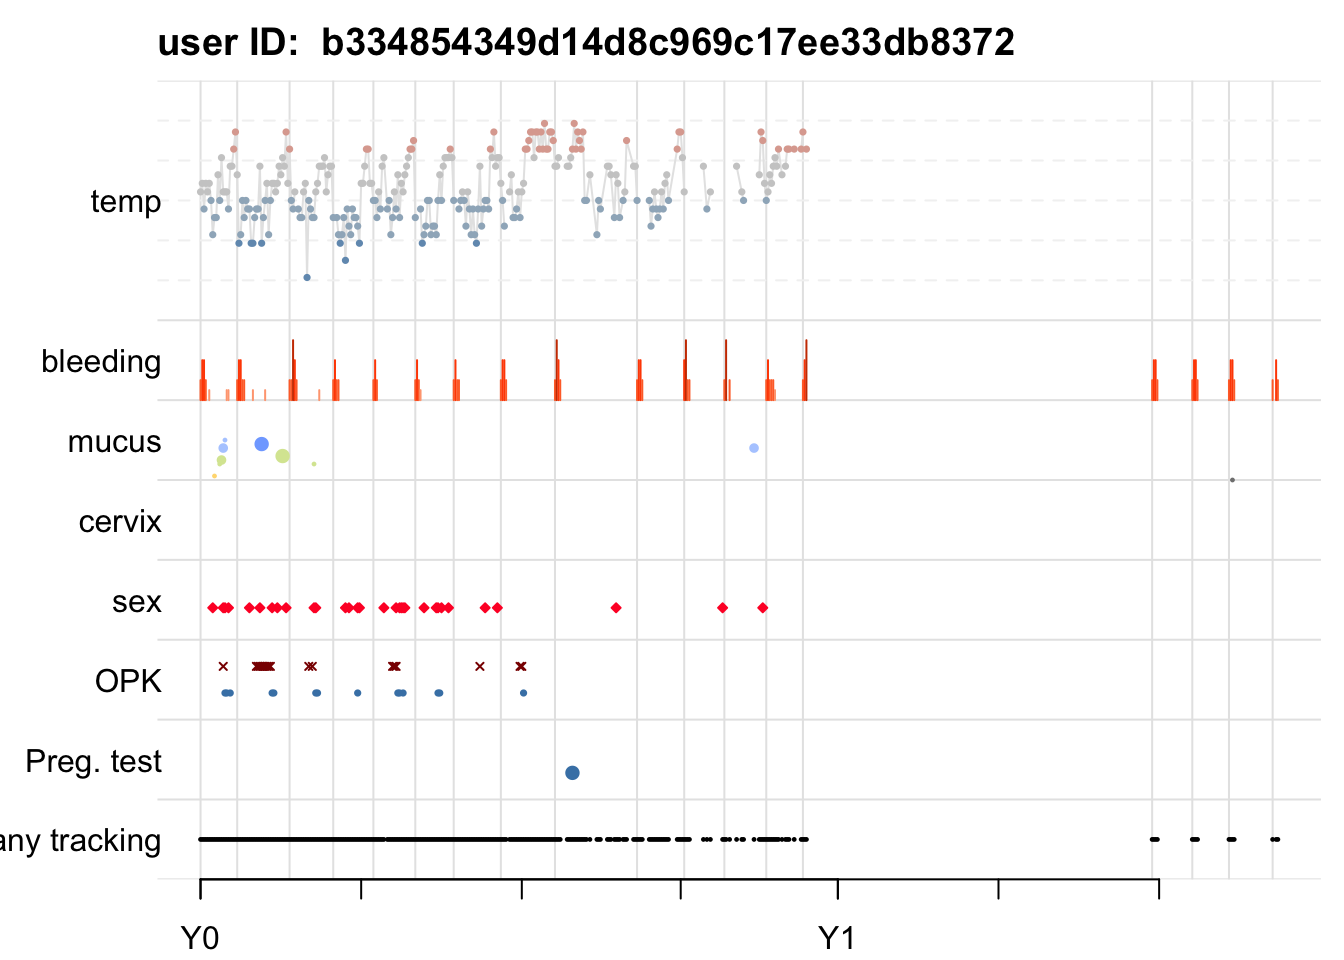 user ID:  b334854349d14d8c969c17ee33db8372
temp
bleeding
mucus
cervix
sex
OPK
Preg. test
any tracking
Y0 Y1